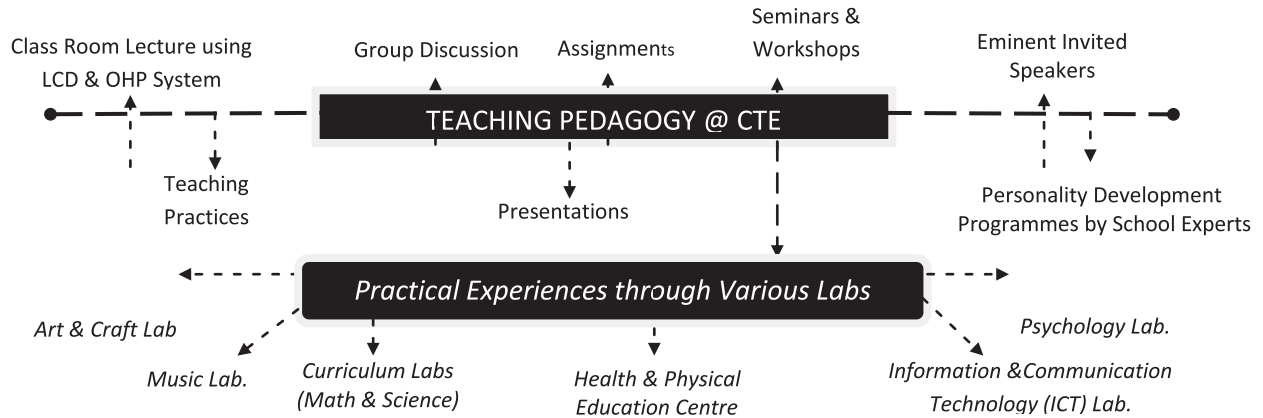 Class Room Lecture using
LCD & OHP System
Group Discussion
Assignments
Seminars &
Workshops
Eminent Invited
Speakers
TEACHING PEDAGOGY @ CTE
Teaching
Practices
Presentations
Personality Development
Programmes by School Experts
Practical Experiences through Various Labs
Art & Craft Lab
Music Lab.
Curriculum Labs
(Math & Science)
Health & Physical
Education Centre
Information &Communication
Technology (ICT) Lab.
Psychology Lab.